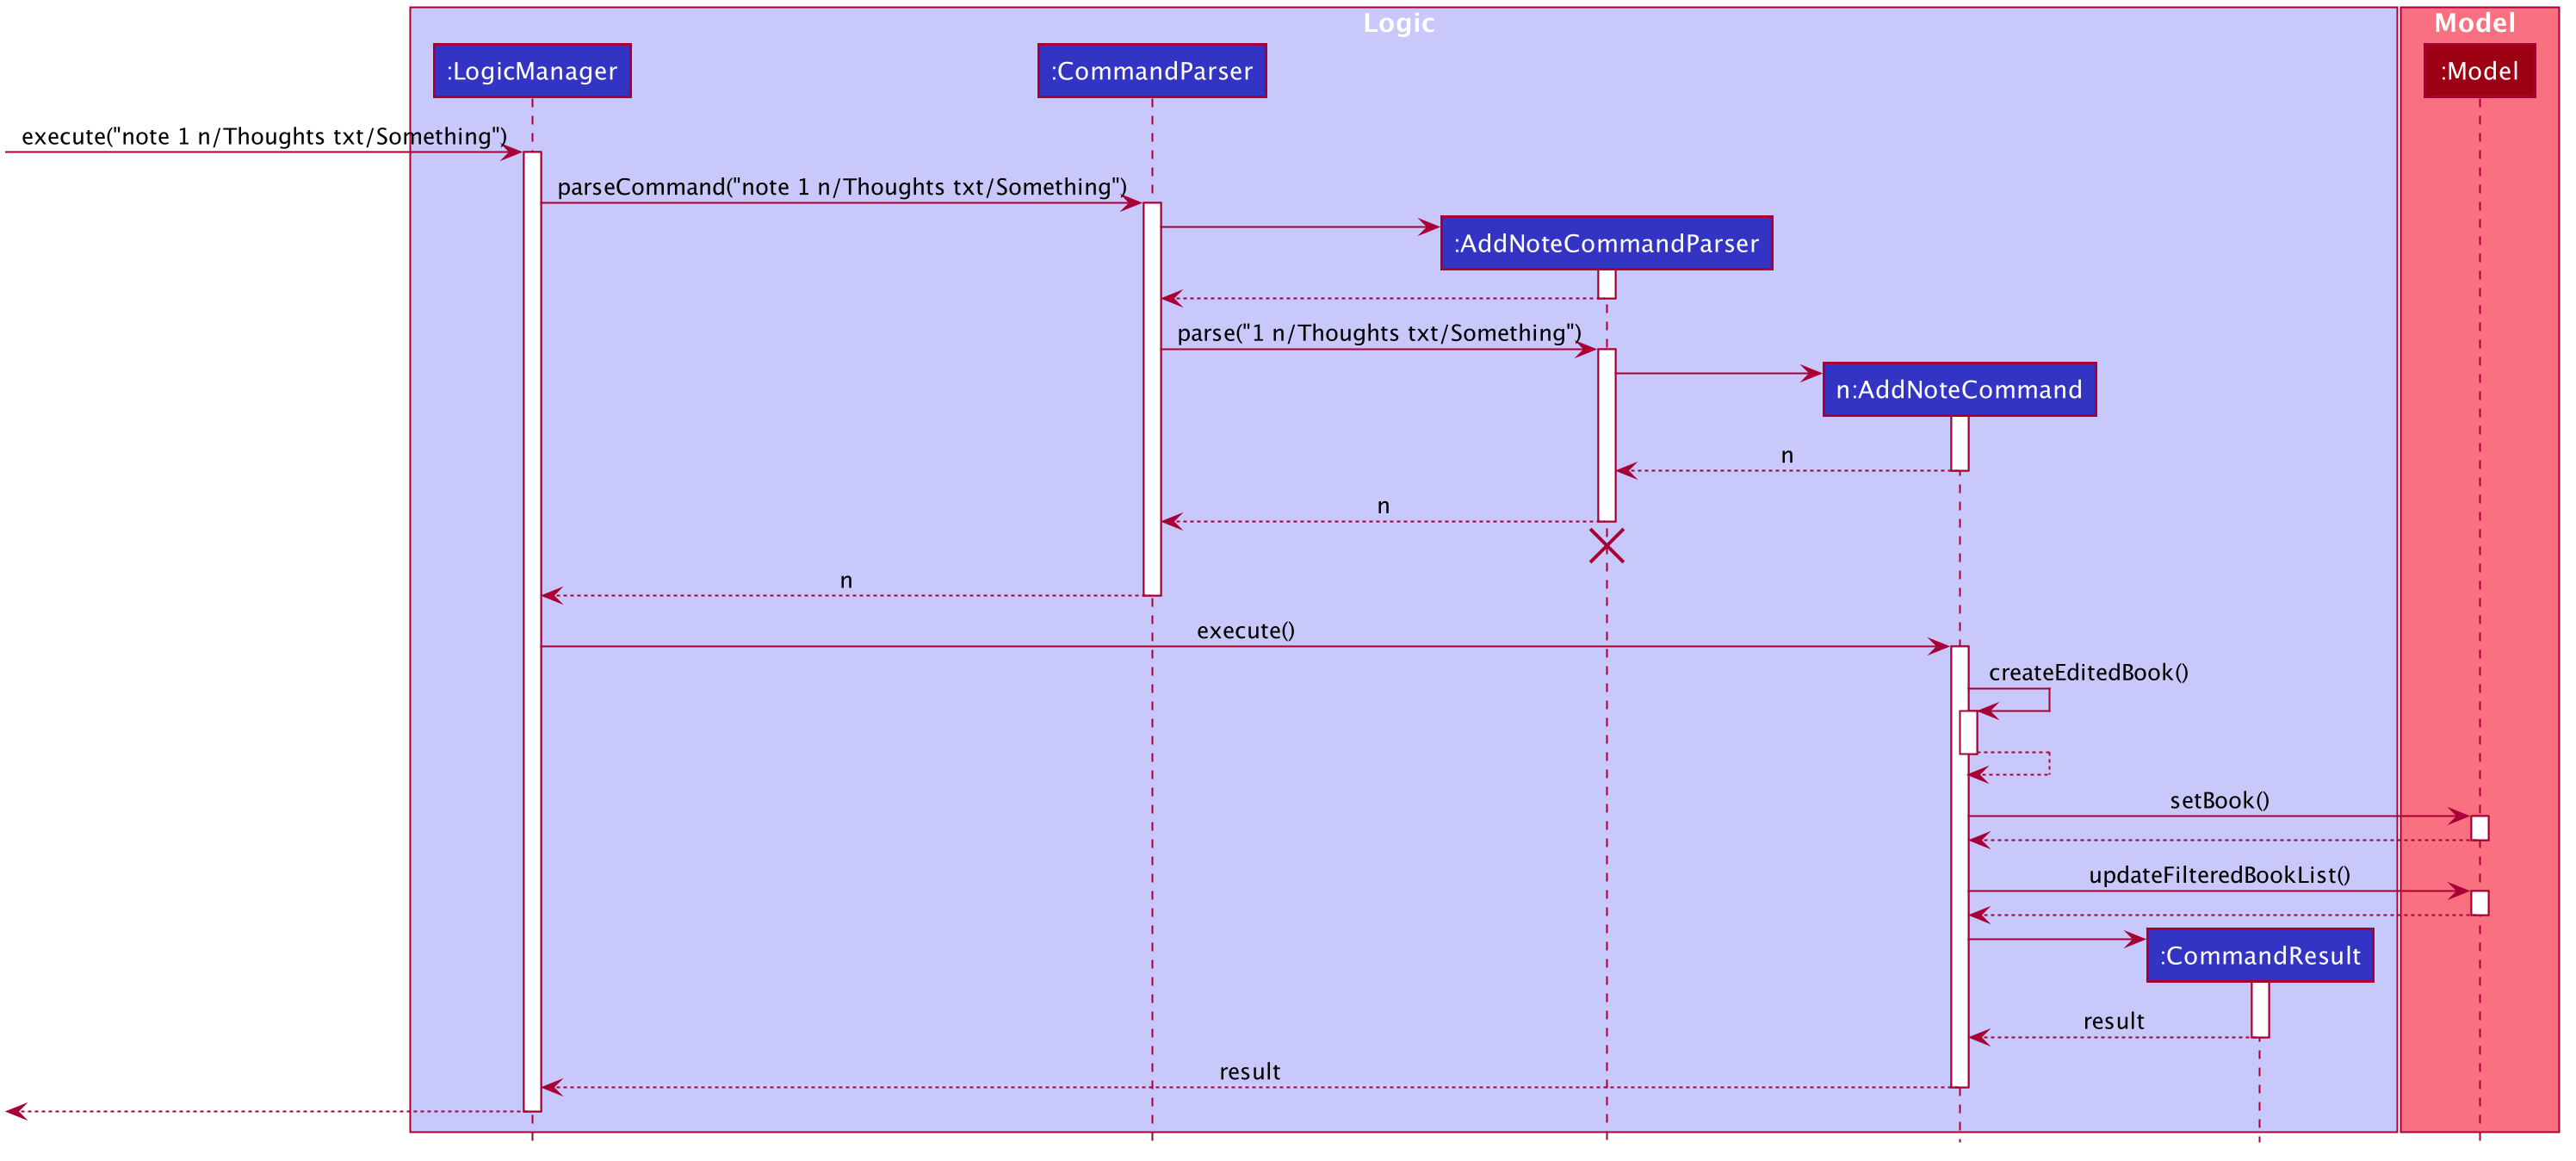 Logic
Model
:LogicManager
:CommandParser
:Model
execute("note 1 n/Thoughts txt/Something")
parseCommand("note 1 n/Thoughts txt/Something")
:AddNoteCommandParser
parse("1 n/Thoughts txt/Something")
n:AddNoteCommand
n
n
n
execute()
createEditedBook()
setBook()
updateFilteredBookList()
:CommandResult
result
result